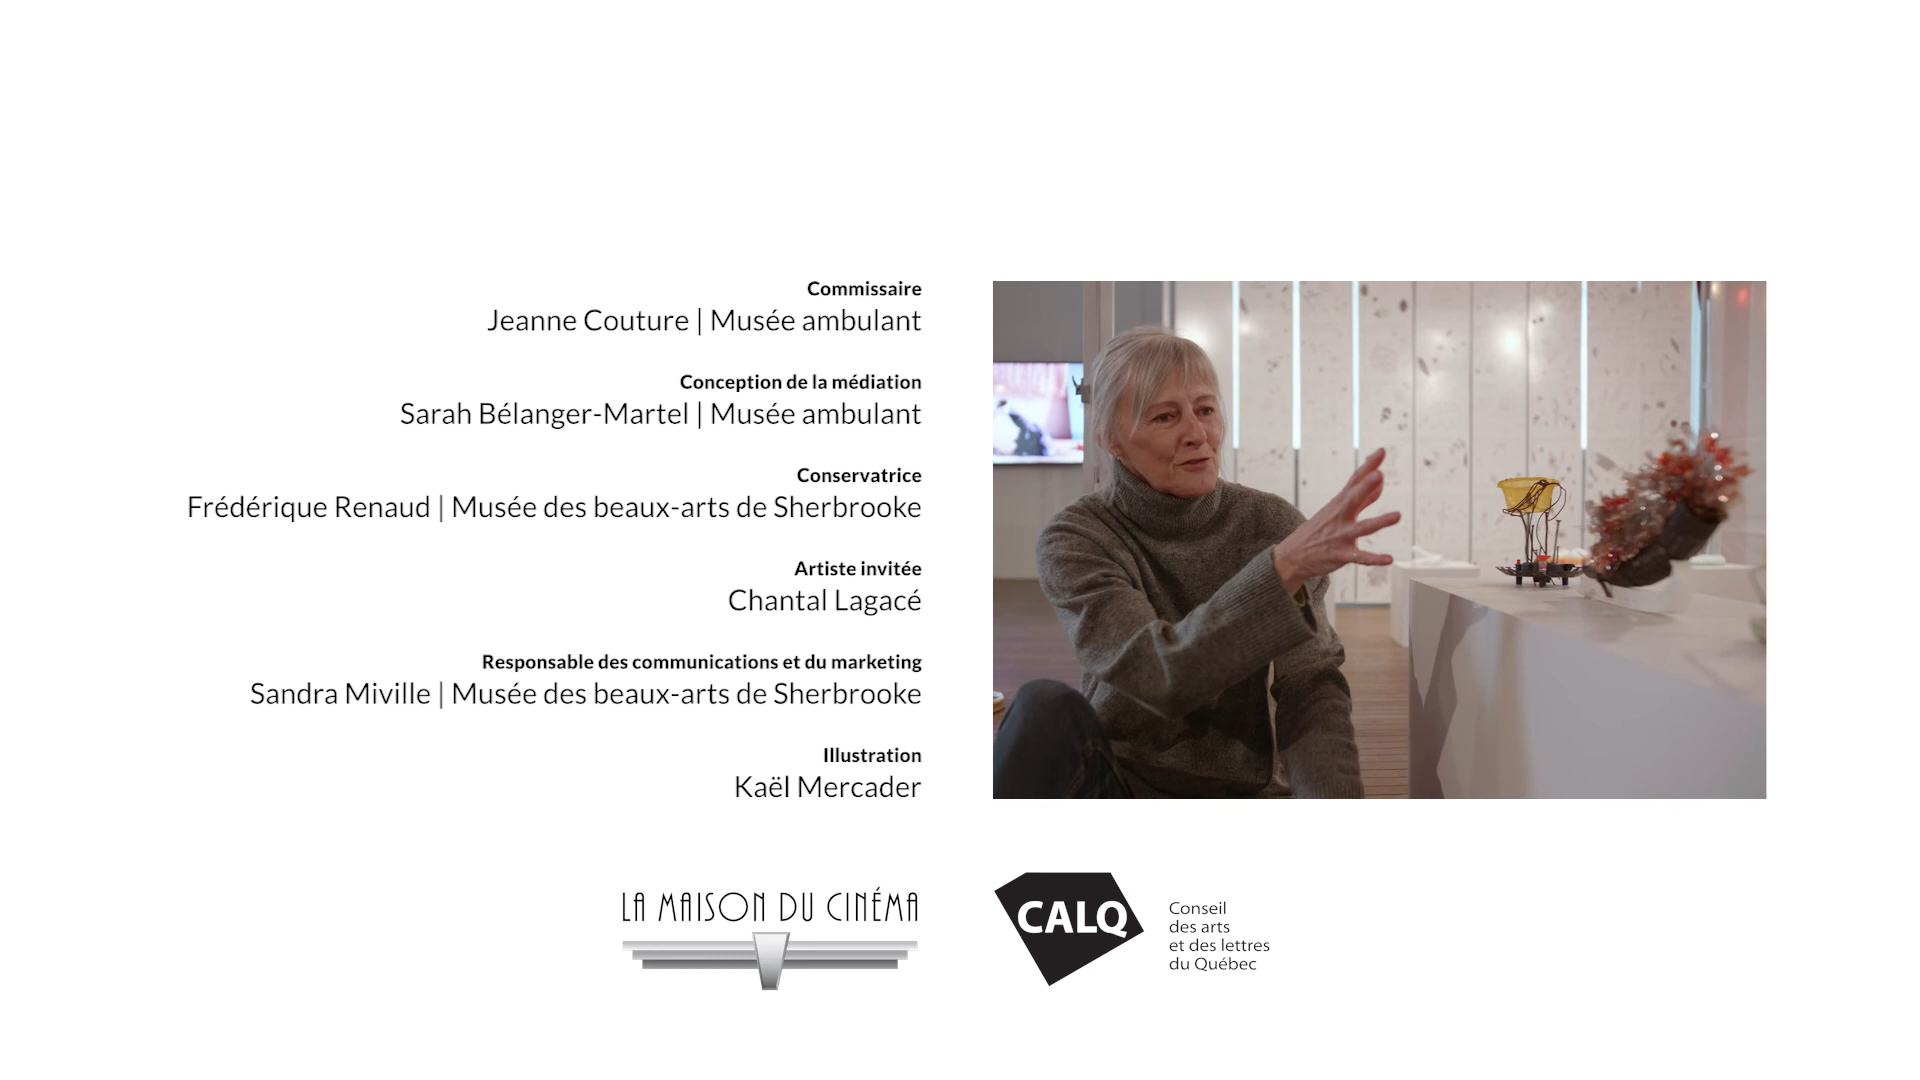 Commissaire
Jeanne Couture | Musée ambulant
Conception de la médiation
Sarah Bélanger-Martel | Musée ambulant
Conservatrice
Frédérique Renaud | Musée des beaux-arts de Sherbrooke
Artiste invitée
Chantal Lagacé
Responsable des communications et du marketing
Sandra Miville | Musée des beaux-arts de Sherbrooke
Illustration
Kaël Mercader
LA MAISON DU CINÉMA
CALQ
Conseil
des arts
et des lettres
du Québec